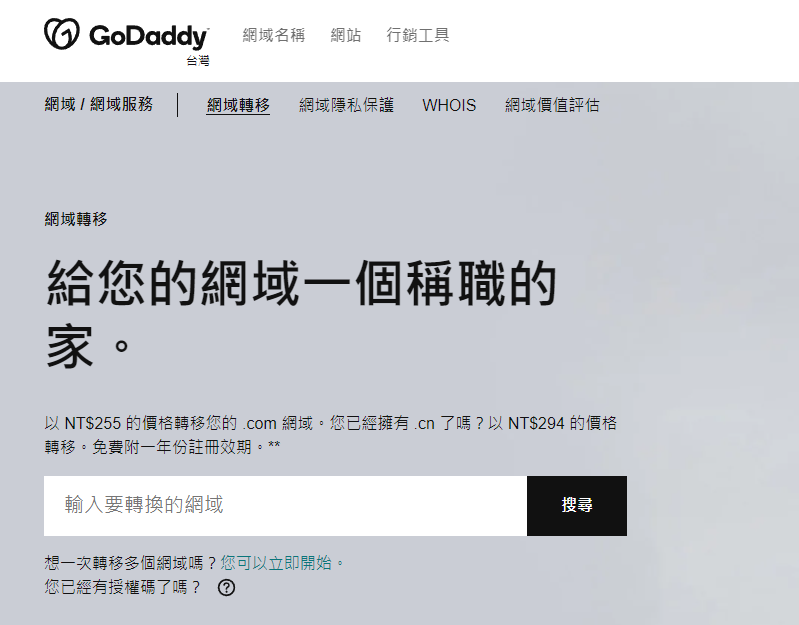 GoDaddy
台灣
網域名稱 網站 行銷工具
網域 / 網域服務 網域轉移 網域隱私保護 WHOIS 網域價值評估
網域轉移
給您的網域一個稱職的
家。
以 NT$255 的價格轉移您的 .com 網域。您已經擁有 .cn 了嗎？以 NT$294 的價格
轉移。免費附一年份註冊效期。**
輸入要轉換的網域 搜尋
想一次轉移多個網域嗎？您可以立即開始。
您已經有授權碼了嗎？ ?